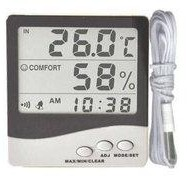 IN 26.0°C
COMFORT 58%
AM 10:38
ADJ MODE/SET
MAX/MIN/CLEAR